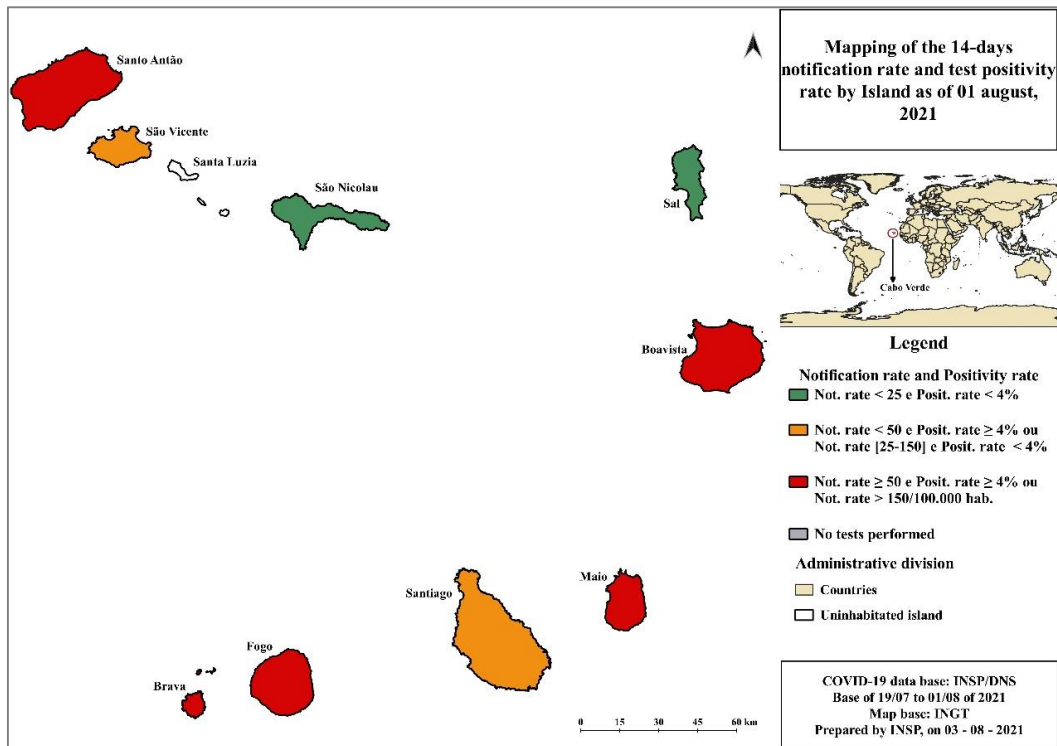 Mapping of the 14-days
notification rate and test positivity
rate by Island as of 01 august,
2021
Santo Antão
São Vicente
Santa Luzia
São Nicolau
Sal
Boavista
Maio
Santiago
Fogo
Brava
Cabo Verde
Legend
Notification rate and Positivity rate
Not. rate < 25 e Posit. rate < 4%
Not. rate < 50 e Posit. rate ≥ 4% ou
Not. rate [25-150] e Posit. rate < 4%
Not. rate ≥ 50 e Posit. rate ≥ 4% ou
Not. rate > 150/100.000 hab.
No tests performed
Administrative division
Countries
Uninhabitated island
0 15 30 45 60 km
COVID-19 data base: INSP/DNS
Base of 19/07 to 01/08 of 2021
Map base: INGT
Prepared by INSP, on 03 - 08 - 2021